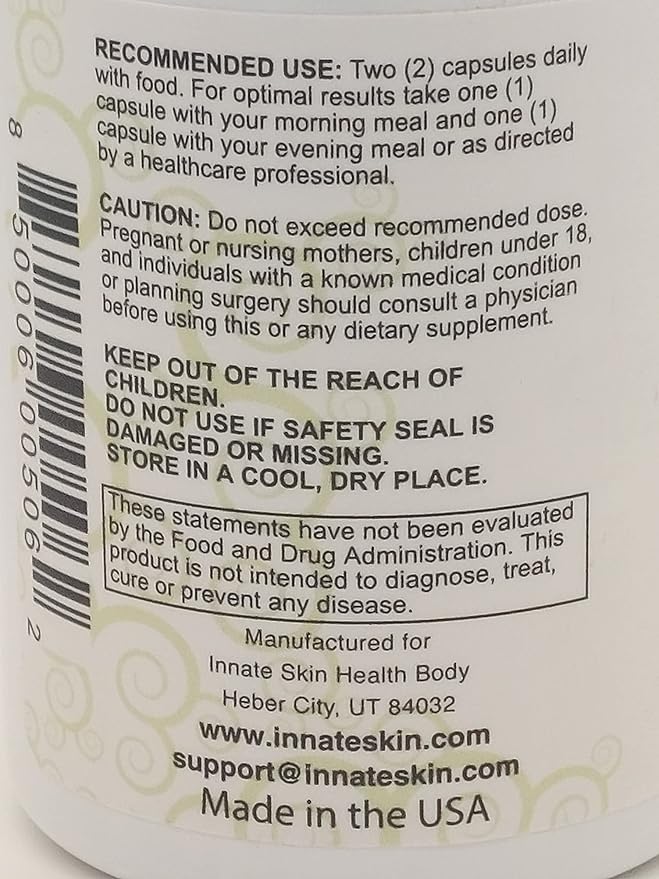 RECOMMENDED USE: Two (2) capsules daily
with food. For optimal results take one (1)
capsule with your morning meal and one (1)
capsule with your evening meal or as directed
by a healthcare professional.
CAUTION: Do not exceed recommended dose.
Pregnant or nursing mothers, children under 18,
and individuals with a known medical condition
or planning surgery should consult a physician
before using this or any dietary supplement.
KEEP OUT OF THE REACH OF
CHILDREN.
DO NOT USE IF SAFETY SEAL IS
DAMAGED OR MISSING.
STORE IN A COOL, DRY PLACE.
These statements have not been evaluated
by the Food and Drug Administration. This
product is not intended to diagnose, treat,
cure or prevent any disease.
Manufactured for
Innate Skin Health Body
Heber City, UT 84032
www.innateskin.com
support@innateskin.com
Made in the USA
8 50006 00506 2